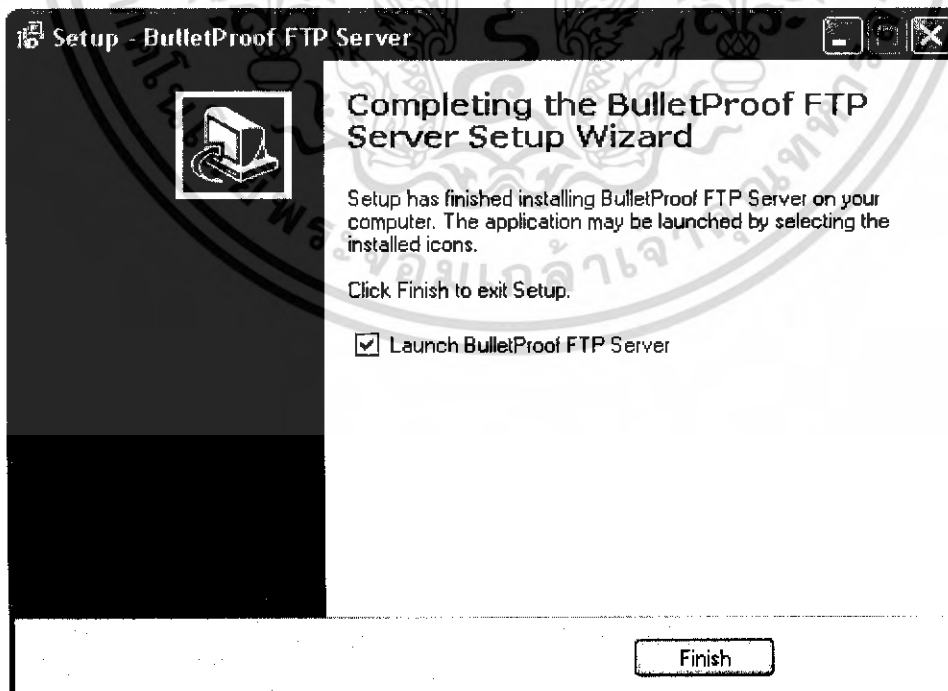 Setup - BulletProof FTP Server
Completing the BulletProof FTP
Server Setup Wizard
Setup has finished installing BulletProof FTP Server on your
computer. The application may be launched by selecting the
installed icons.
Click Finish to exit Setup.
Launch BulletProof FTP Server
Finish